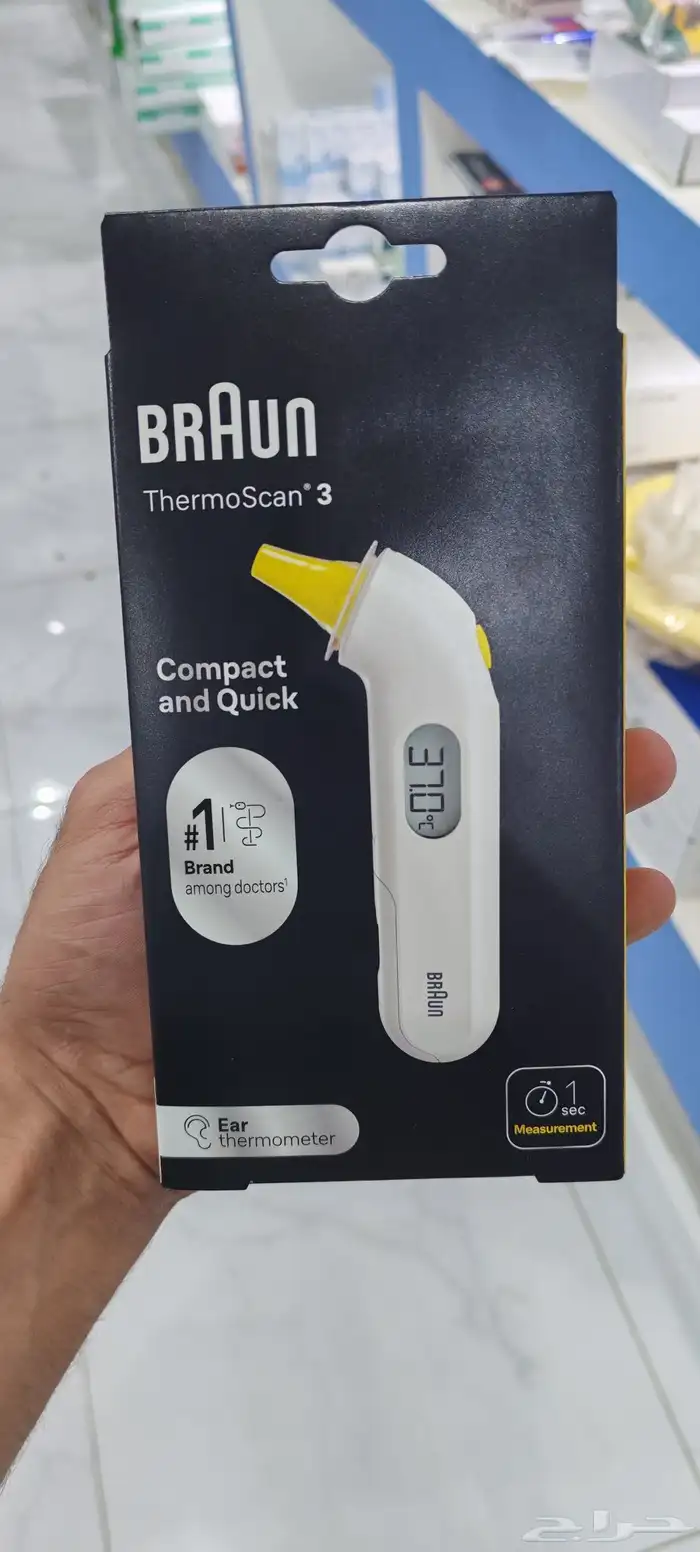 BRAUN
ThermoScan® 3
Compact
and Quick
37.0°C
#1
Brand
among doctors¹
BRAUN
Ear
thermometer
1
sec
Measurement
حراج